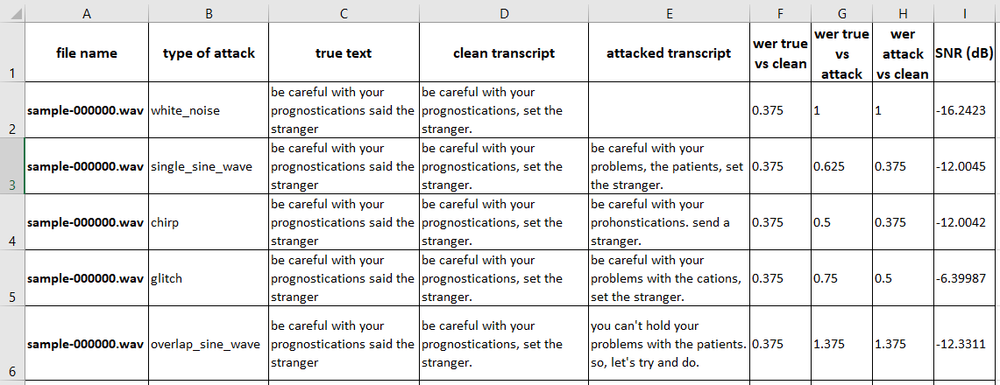 A B C D E F G H I
1 file name type of attack true text clean transcript attacked transcript wer true vs clean wer true vs attack wer attack vs clean SNR (dB)
2 sample-000000.wav white_noise be careful with your prognostications said the stranger be careful with your prognostications, set the stranger. 0.375 1 1 -16.2423
3 sample-000000.wav single_sine_wave be careful with your prognostications said the stranger be careful with your prognostications, set the stranger. be careful with your problems, the patients, set the stranger. 0.375 0.625 0.375 -12.0045
4 sample-000000.wav chirp be careful with your prognostications said the stranger be careful with your prognostications, set the stranger. be careful with your prohonstications. send a stranger. 0.375 0.5 0.375 -12.0042
5 sample-000000.wav glitch be careful with your prognostications said the stranger be careful with your prognostications, set the stranger. be careful with your problems with the cations, set the stranger. 0.375 0.75 0.5 -6.39987
6 sample-000000.wav overlap_sine_wave be careful with your prognostications said the stranger be careful with your prognostications, set the stranger. you can't hold your problems with the patients. so, let's try and do. 0.375 1.375 1.375 -12.3311